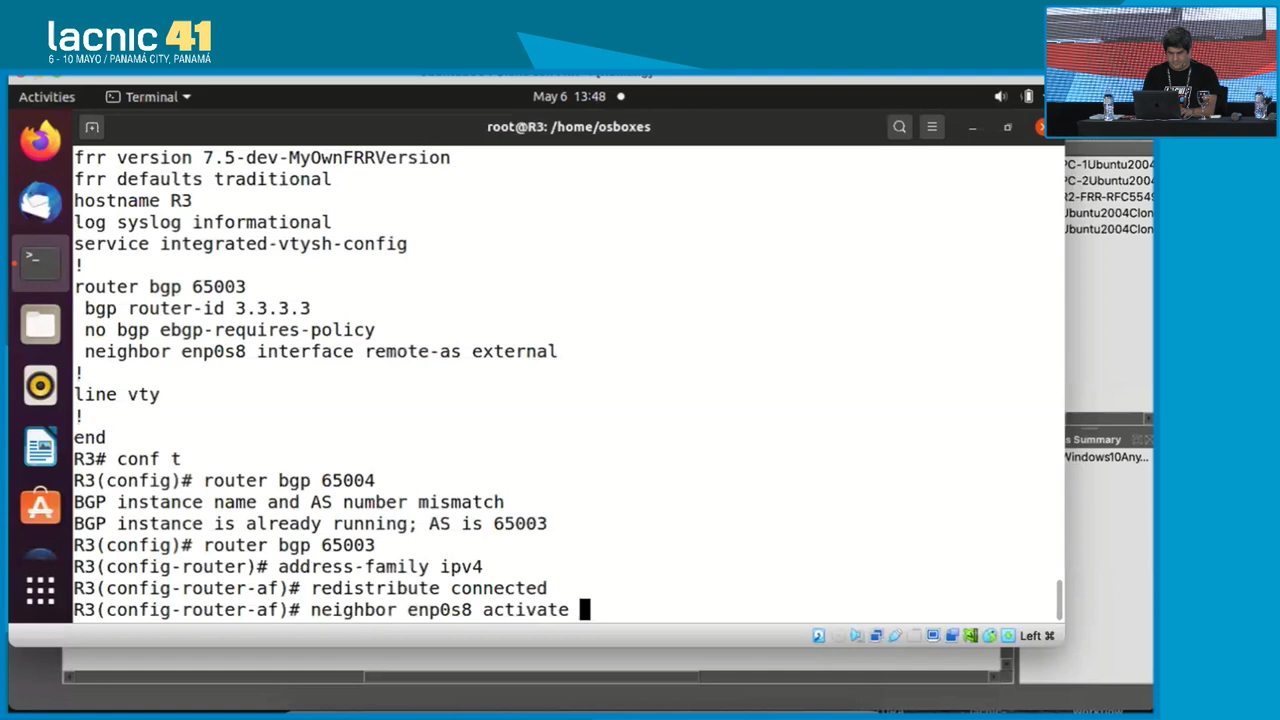 lacnic 41
6 - 10 MAYO / PANAMÁ CITY, PANAMÁ
Activities
Terminal
May 6 13:48
root@R3: /home/osboxes
frr version 7.5-dev-MyOwnFRRVersion
frr defaults traditional
hostname R3
log syslog informational
service integrated-vtysh-config
!
router bgp 65003
bgp router-id 3.3.3.3
no bgp ebgp-requires-policy
neighbor enp0s8 interface remote-as external
!
line vty
!
end
R3# conf t
R3(config)# router bgp 65004
BGP instance name and AS number mismatch
BGP instance is already running; AS is 65003
R3(config)# router bgp 65003
R3(config-router)# address-family ipv4
R3(config-router-af)# redistribute connected
R3(config-router-af)# neighbor enp0s8 activate
Left ⌘
PC-1Ubuntu2004
PC-2Ubuntu2004
R2-FRR-RFC5549
Ubuntu2004Clon
Ubuntu2004Clon
s Summary
Windows10Any...